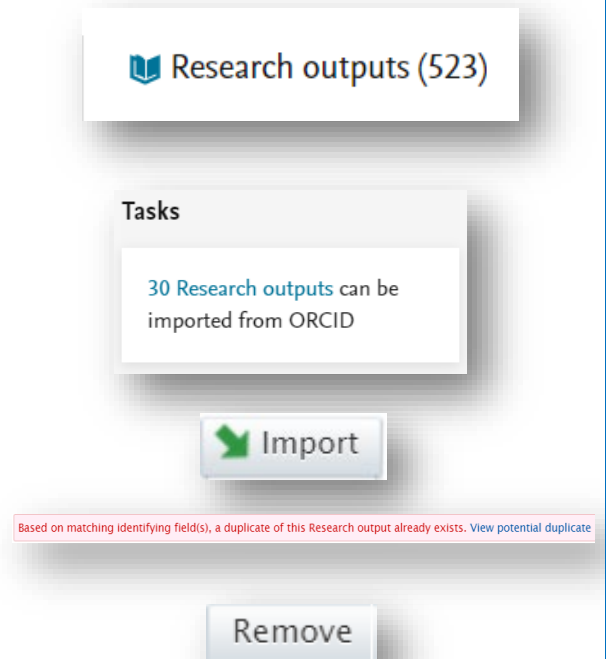 Research outputs (523)
Tasks
30 Research outputs can be
imported from ORCID
Import
Based on matching identifying field(s), a duplicate of this Research output already exists. View potential duplicate
Remove